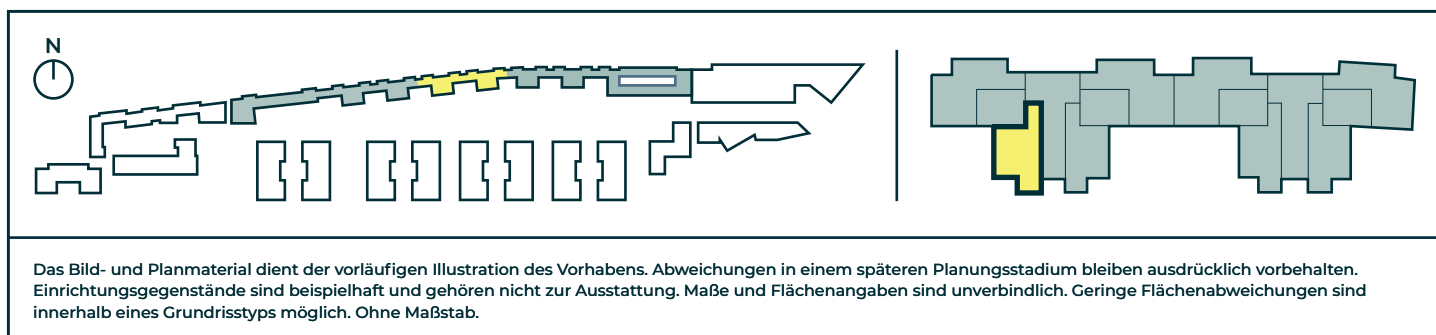 N
Das Bild- und Planmaterial dient der vorläufigen Illustration des Vorhabens. Abweichungen in einem späteren Planungsstadium bleiben ausdrücklich vorbehalten.
Einrichtungsgegenstände sind beispielhaft und gehören nicht zur Ausstattung. Maße und Flächenangaben sind unverbindlich. Geringe Flächenabweichungen sind
innerhalb eines Grundrisstyps möglich. Ohne Maßstab.